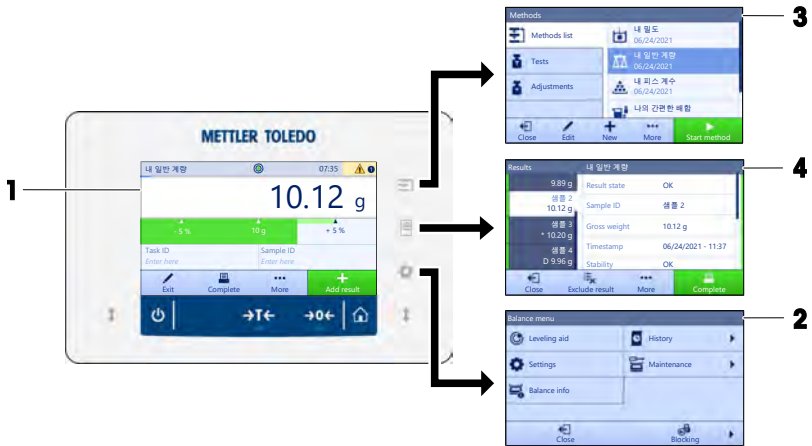 1
METTLER TOLEDO
내 일반 계량
07:35
10.12 g
- 5 %
10 g
+ 5 %
Task ID
Enter here
Sample ID
Enter here
Exit
Complete
More
Add result
→T←
→0←
3
Methods
Methods list
Tests
Adjustments
내 밀도
06/24/2021
내 일반 계량
06/24/2021
내 피스 계수
06/24/2021
나의 간편한 배합
Close
Edit
New
More
Start method
4
Results
내 일반 계량
9.89 g
샘플 2
10.12 g
샘플 3
* 10.20 g
샘플 4
D 9.96 g
Result state
OK
Sample ID
샘플 2
Gross weight
10.12 g
Timestamp
06/24/2021 - 11:37
Stability
OK
Close
Exclude result
More
Complete
2
Balance menu
Leveling aid
History
Settings
Maintenance
Balance info
Close
Blocking